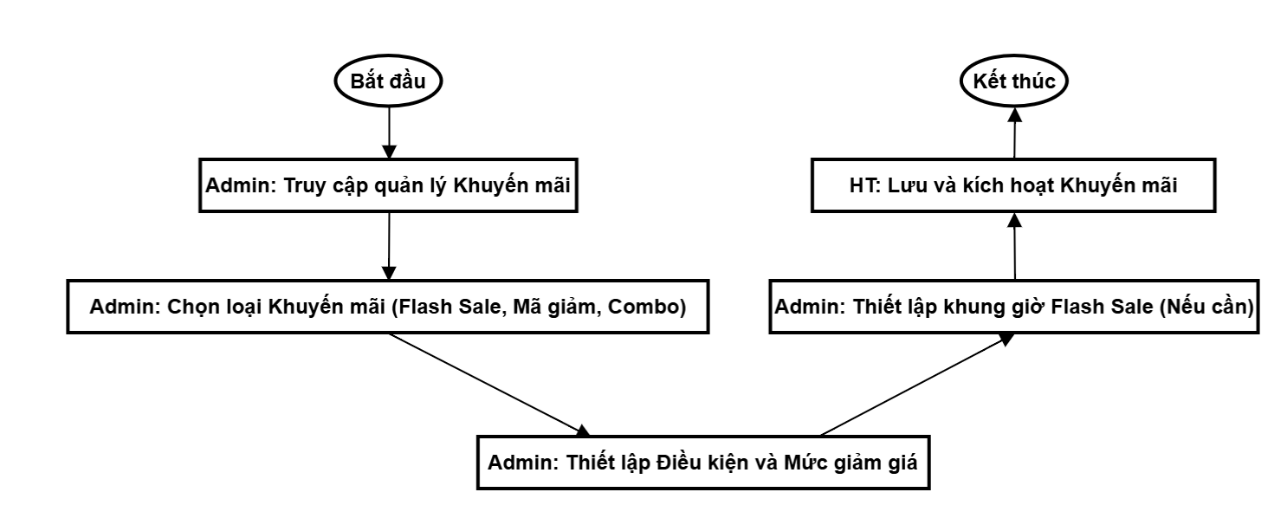 Bắt đầu
Admin: Truy cập quản lý Khuyến mãi
Admin: Chọn loại Khuyến mãi (Flash Sale, Mã giảm, Combo)
Admin: Thiết lập Điều kiện và Mức giảm giá
Admin: Thiết lập khung giờ Flash Sale (Nếu cần)
HT: Lưu và kích hoạt Khuyến mãi
Kết thúc